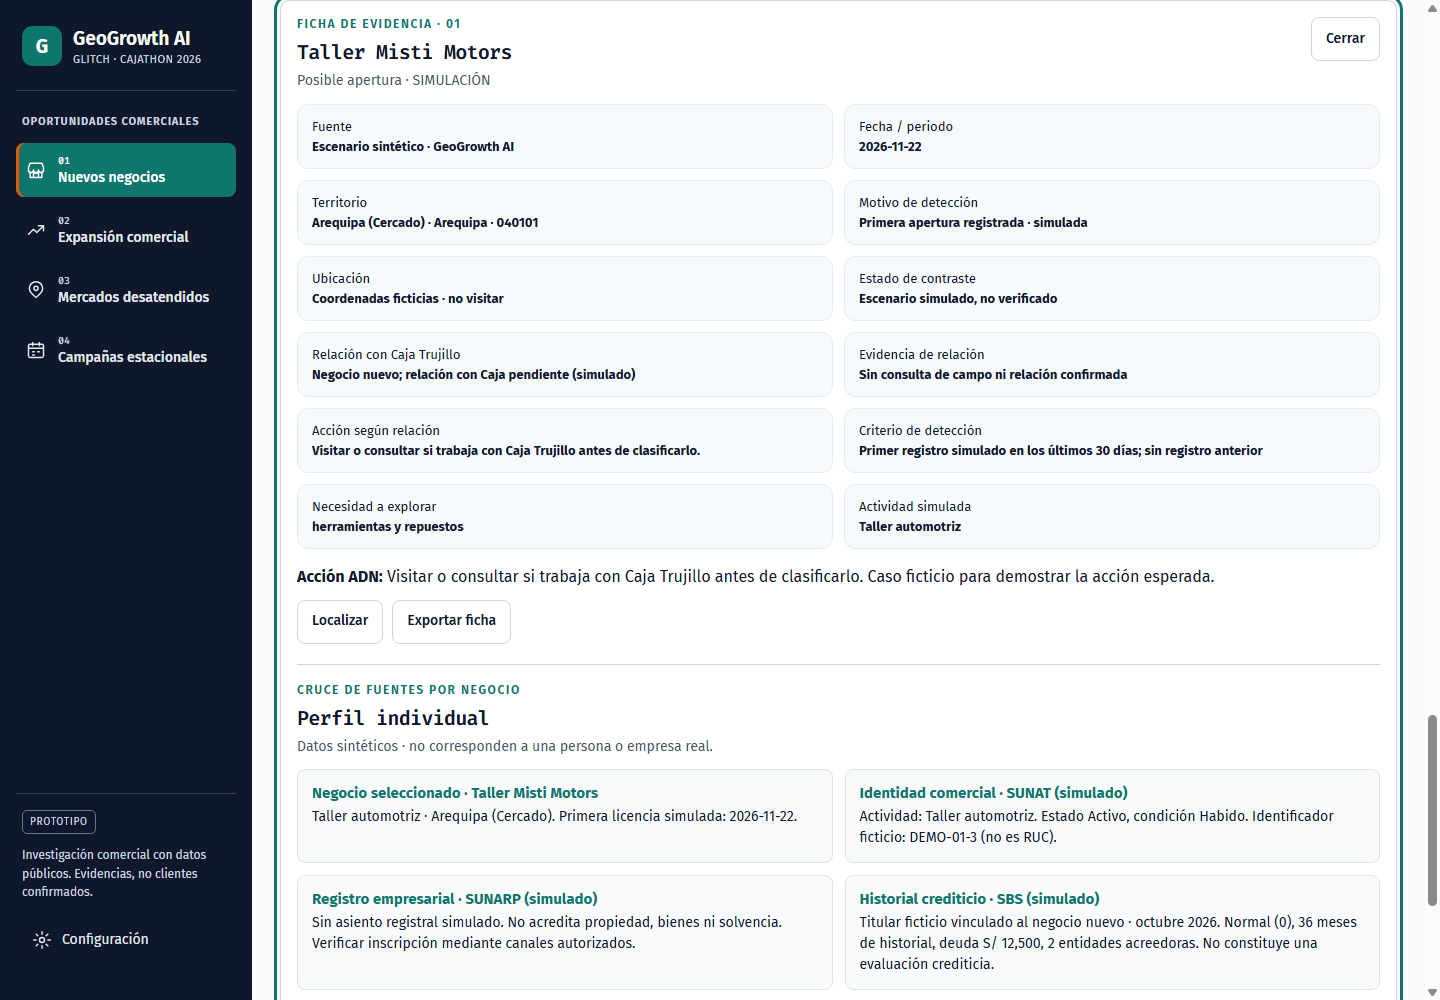 G
GeoGrowth AI
GLITCH · CAJATHON 2026
OPORTUNIDADES COMERCIALES
01
Nuevos negocios
02
Expansión comercial
03
Mercados desatendidos
04
Campañas estacionales
PROTOTIPO
Investigación comercial con datos
públicos. Evidencias, no clientes
confirmados.
Configuración
FICHA DE EVIDENCIA · 01
Taller Misti Motors
Posible apertura · SIMULACIÓN
Cerrar
Fuente
Escenario sintético · GeoGrowth AI
Fecha / periodo
2026-11-22
Territorio
Arequipa (Cercado) · Arequipa · 040101
Motivo de detección
Primera apertura registrada · simulada
Ubicación
Coordenadas ficticias · no visitar
Estado de contraste
Escenario simulado, no verificado
Relación con Caja Trujillo
Negocio nuevo; relación con Caja pendiente (simulado)
Evidencia de relación
Sin consulta de campo ni relación confirmada
Acción según relación
Visitar o consultar si trabaja con Caja Trujillo antes de clasificarlo.
Criterio de detección
Primer registro simulado en los últimos 30 días; sin registro anterior
Necesidad a explorar
herramientas y repuestos
Actividad simulada
Taller automotriz
Acción ADN: Visitar o consultar si trabaja con Caja Trujillo antes de clasificarlo. Caso ficticio para demostrar la acción esperada.
Localizar
Exportar ficha
CRUCE DE FUENTES POR NEGOCIO
Perfil individual
Datos sintéticos · no corresponden a una persona o empresa real.
Negocio seleccionado · Taller Misti Motors
Taller automotriz · Arequipa (Cercado). Primera licencia simulada: 2026-11-22.
Identidad comercial · SUNAT (simulado)
Actividad: Taller automotriz. Estado Activo, condición Habido. Identificador
ficticio: DEMO-01-3 (no es RUC).
Registro empresarial · SUNARP (simulado)
Sin asiento registral simulado. No acredita propiedad, bienes ni solvencia.
Verificar inscripción mediante canales autorizados.
Historial crediticio · SBS (simulado)
Titular ficticio vinculado al negocio nuevo · octubre 2026. Normal (0), 36 meses
de historial, deuda S/ 12,500, 2 entidades acreedoras. No constituye una
evaluación crediticia.